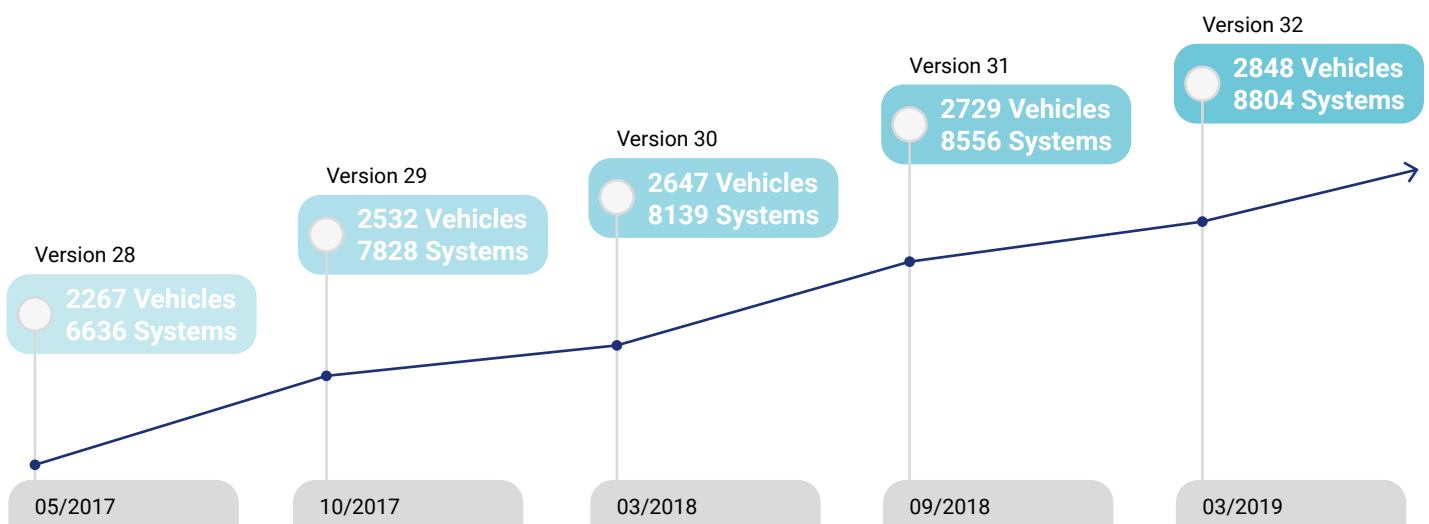 Version 28
2267 Vehicles
6636 Systems
05/2017
Version 29
2532 Vehicles
7828 Systems
10/2017
Version 30
2647 Vehicles
8139 Systems
03/2018
Version 31
2729 Vehicles
8556 Systems
09/2018
Version 32
2848 Vehicles
8804 Systems
03/2019